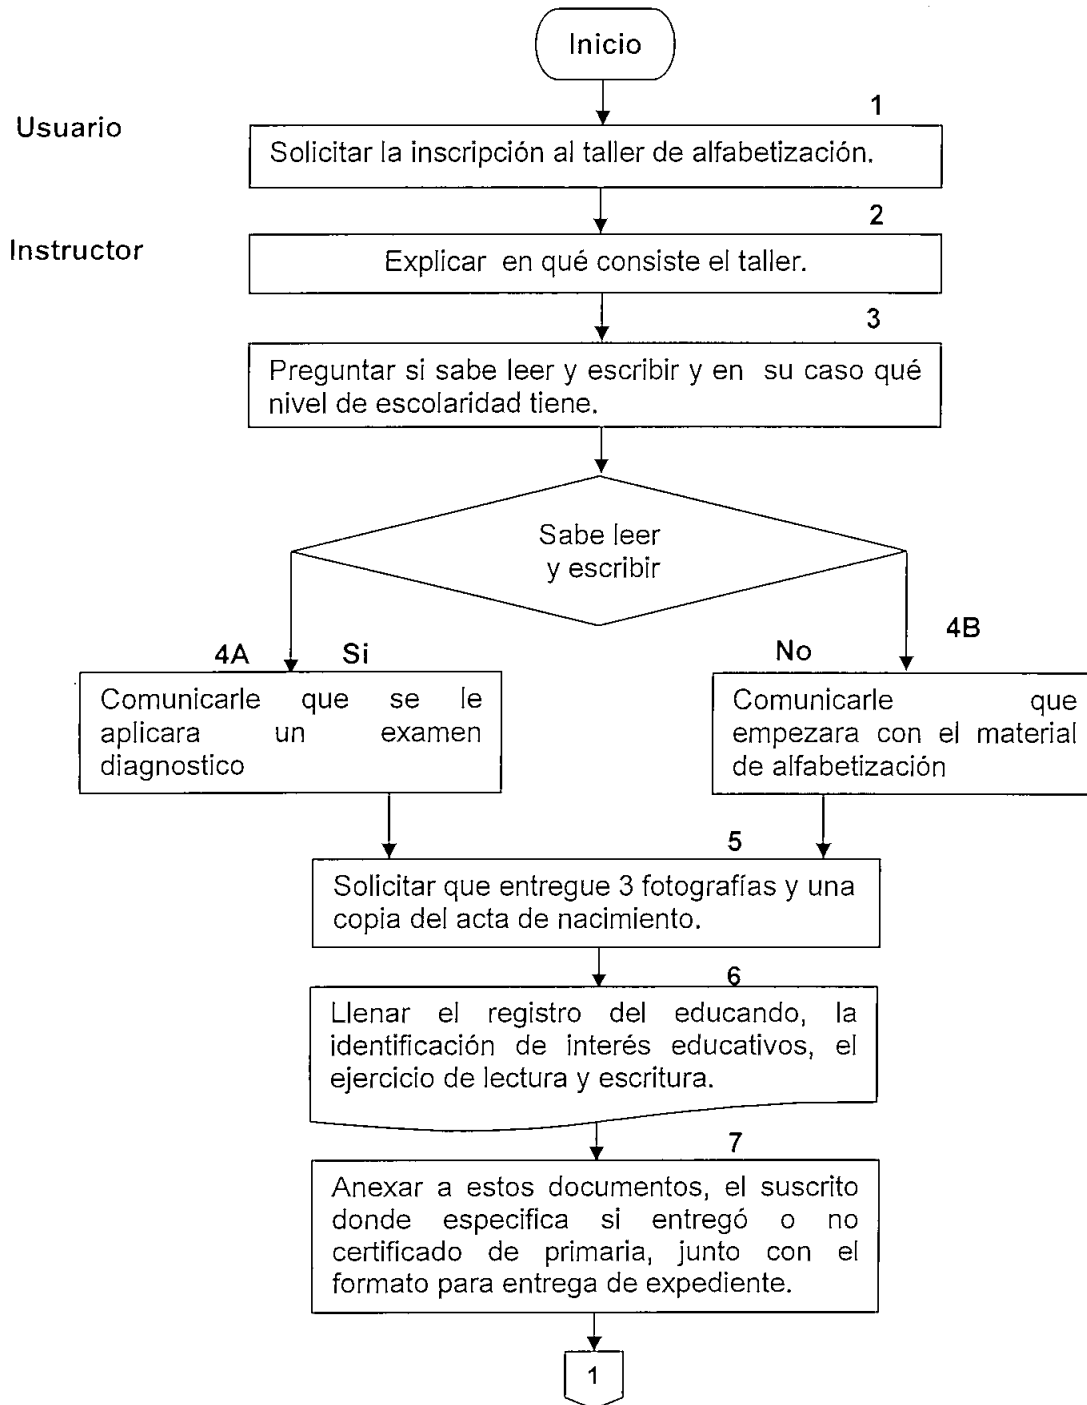 Inicio
1
Usuario
Solicitar la inscripción al taller de alfabetización.
2
Instructor
Explicar en qué consiste el taller.
3
Preguntar si sabe leer y escribir y en su caso qué
nivel de escolaridad tiene.
Sabe leer
y escribir
4A Si
Comunicarle que se le
aplicara un examen
diagnostico
No 4B
Comunicarle que
empezara con el material
de alfabetización
5
Solicitar que entregue 3 fotografías y una
copia del acta de nacimiento.
6
Llenar el registro del educando, la
identificación de interés educativos, el
ejercicio de lectura y escritura.
7
Anexar a estos documentos, el suscrito
donde especifica si entregó o no
certificado de primaria, junto con el
formato para entrega de expediente.
1